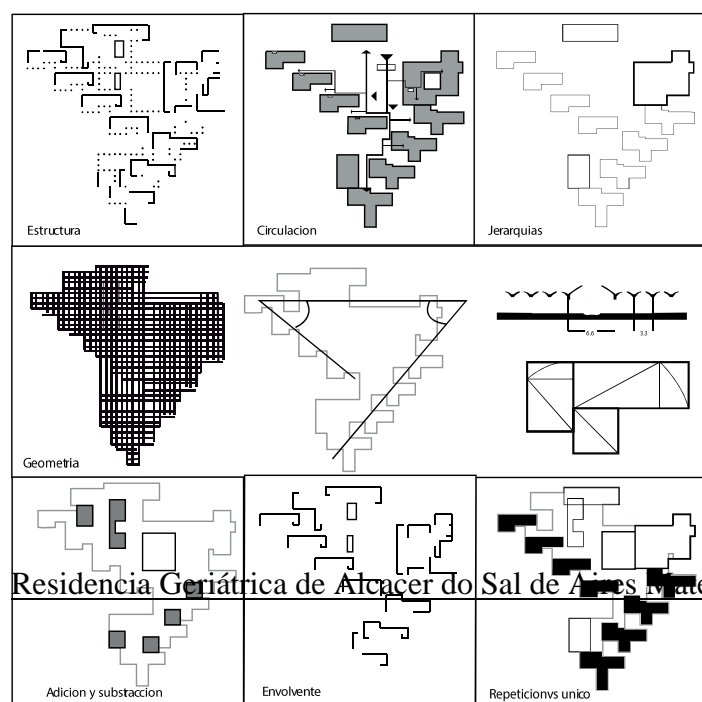 Estructura
Circulacion
Jerarquias
6.6
3.3
Geometria
Residencia Geriátrica de Alcacer do Sal de Aires
Adicion y substraccion
Envolvente
Repeticionvs unico